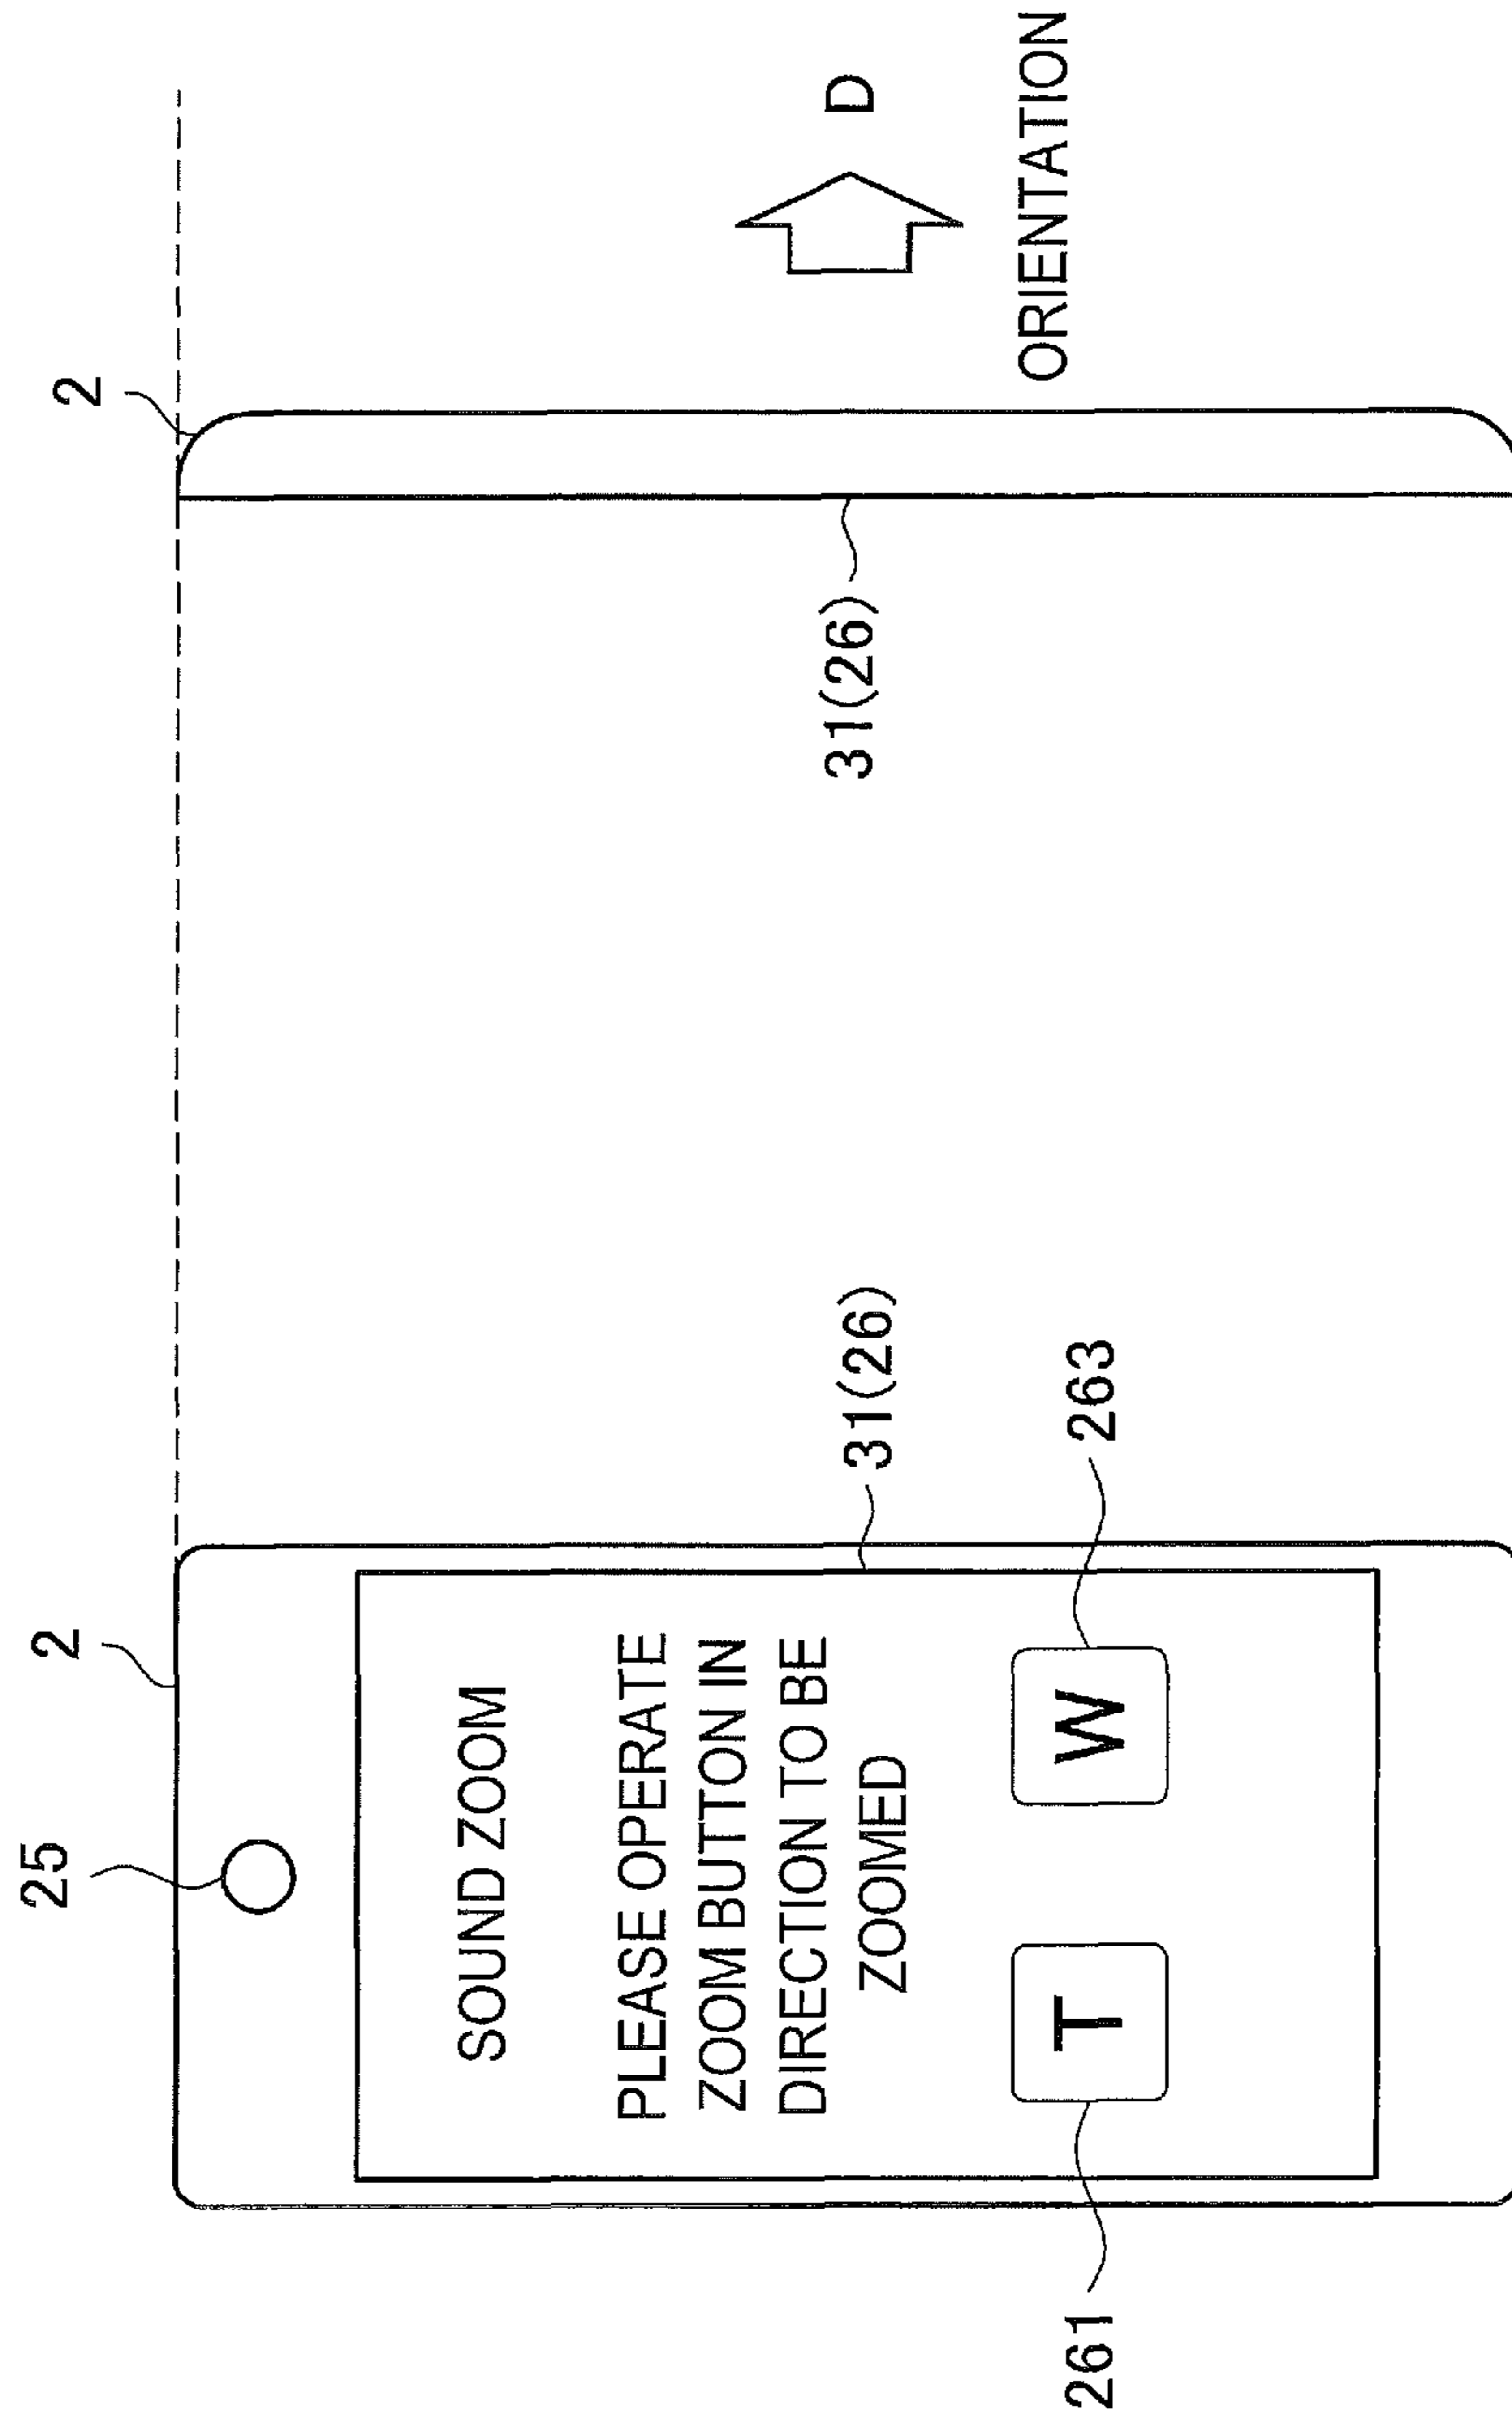 25
2
2
SOUND ZOOM
PLEASE OPERATE
ZOOM BUTTON IN
DIRECTION TO BE
ZOOMED
T
W
261
263
31(26)
31(26)
D
ORIENTATION